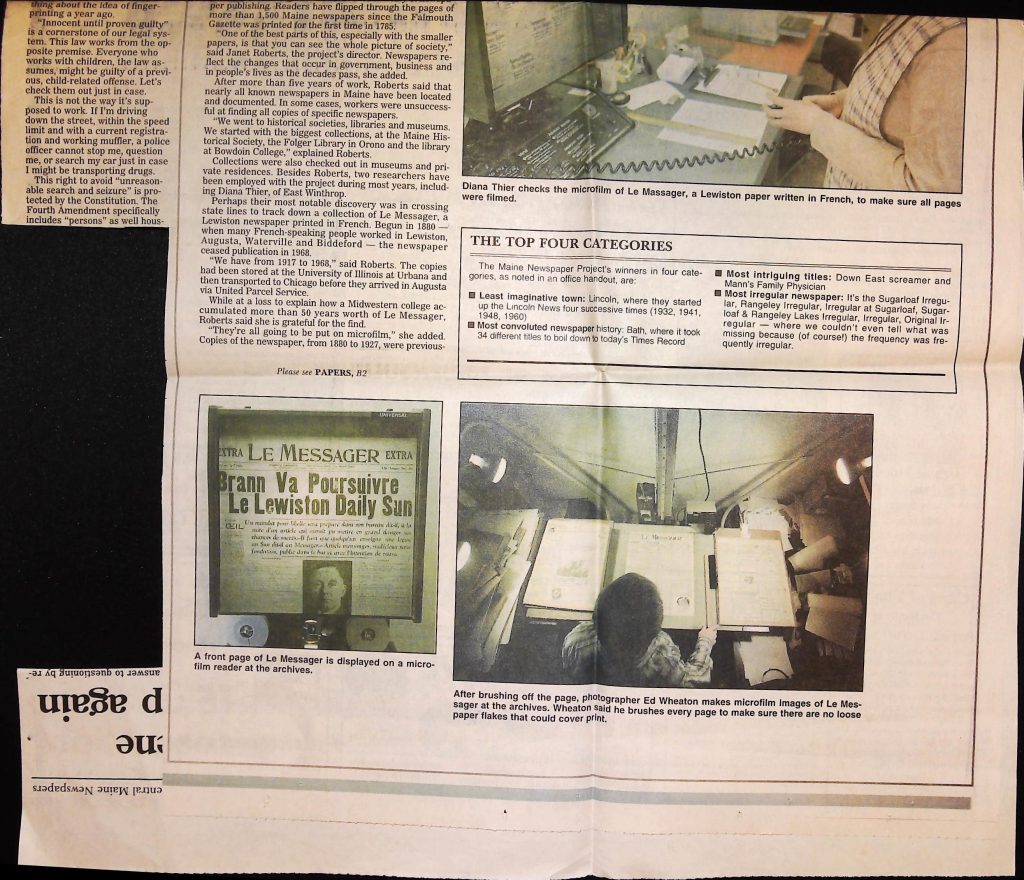 thing about the idea of finger-
printing a year ago.
"Innocent until proven guilty"
is a cornerstone of our legal sys-
tem. This law works from the op-
posite premise. Everyone who
works with children, the law as-
sumes, might be guilty of a previ-
ous, child-related offense. Let's
check them out just in case.
This is not the way it's sup-
posed to work. If I'm driving
down the street, within the speed
limit and with a current registra-
tion and working muffler, a police
officer cannot stop me, question
me, or search my car just in case
I might be transporting drugs.
This right to avoid "unreason-
able search and seizure" is pro-
tected by the Constitution. The
Fourth Amendment specifically
includes "persons" as well hous-
per publishing. Readers have flipped through the pages of
more than 1,500 Maine newspapers since the Falmouth
Gazette was printed for the first time in 1785.
"One of the best parts of this, especially with the smaller
papers, is that you can see the whole picture of society,"
said Janet Roberts, the project's director. Newspapers re-
flect the changes that occur in government, business and
in people's lives as the decades pass, she added.
After more than five years of work, Roberts said that
nearly all known newspapers in Maine have been located
and documented. In some cases, workers were unsuccess-
ful at finding all copies of specific newspapers.
"We went to historical societies, libraries and museums.
We started with the biggest collections, at the Maine His-
torical Society, the Folger Library in Orono and the library
at Bowdoin College," explained Roberts.
Collections were also checked out in museums and pri-
vate residences. Besides Roberts, two researchers have
been employed with the project during most years, includ-
ing Diana Thier, of East Winthrop.
Perhaps their most notable discovery was in crossing
state lines to track down a collection of Le Messager, a
Lewiston newspaper printed in French. Begun in 1880 —
when many French-speaking people worked in Lewiston,
Augusta, Waterville and Biddeford — the newspaper
ceased publication in 1968.
"We have from 1917 to 1968," said Roberts. The copies
had been stored at the University of Illinois at Urbana and
then transported to Chicago before they arrived in Augusta
via United Parcel Service.
While at a loss to explain how a Midwestern college ac-
cumulated more than 50 years worth of Le Messager,
Roberts said she is grateful for the find.
"They're all going to be put on microfilm," she added.
Copies of the newspaper, from 1880 to 1927, were previous-
Please see PAPERS, B2
Diana Thier checks the microfilm of Le Massager, a Lewiston paper written in French, to make sure all pages
were filmed.
THE TOP FOUR CATEGORIES
The Maine Newspaper Project's winners in four cate-
gories, as noted in an office handout, are:
■ Least imaginative town: Lincoln, where they started
up the Lincoln News four successive times (1932, 1941,
1948, 1960)
■ Most convoluted newspaper history: Bath, where it took
34 different titles to boil down to today's Times Record
■ Most intriguing titles: Down East screamer and
Mann's Family Physician
■ Most irregular newspaper: It's the Sugarloaf Irregu-
lar, Rangeley Irregular, Irregular at Sugarloaf, Sugar-
loaf & Rangeley Lakes Irregular, Irregular, Original Ir-
regular — where we couldn't even tell what was
missing because (of course!) the frequency was fre-
quently irregular.
UNIVERSAL
EXTRA LE MESSAGER EXTRA
Brann Va Poursuivre
Le Lewiston Daily Sun
A front page of Le Messager is displayed on a micro-
film reader at the archives.
After brushing off the page, photographer Ed Wheaton makes microfilm images of Le Mes-
sager at the archives. Wheaton said he brushes every page to make sure there are no loose
paper flakes that could cover print.
entral Maine Newspapers
ene
p again
answer to questioning by re-